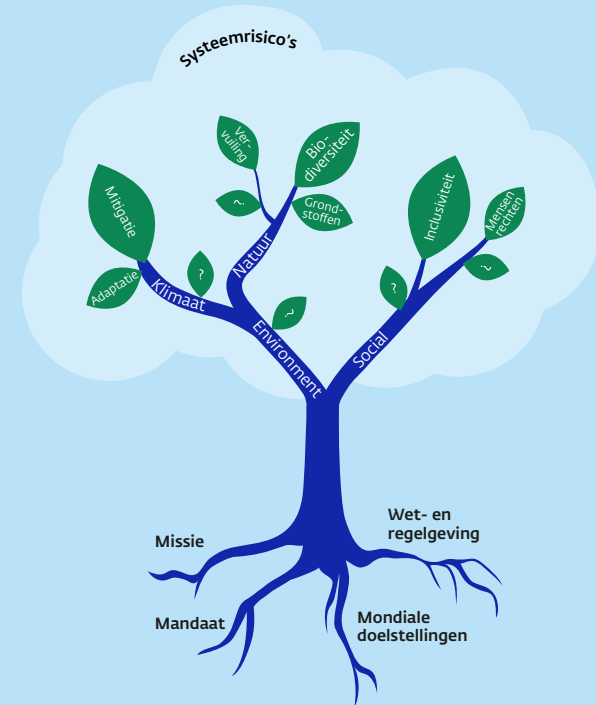 Systeemrisico's
Ver-
vuiling
Bio-
diversiteit
?
Grond-
stoffen
Mitigatie
Adaptatie
?
Klimaat
Natuur
?
Environment
Inclusiviteit
Mensen
rechten
?
?
Social
Missie
Wet- en
regelgeving
Mandaat
Mondiale
doelstellingen